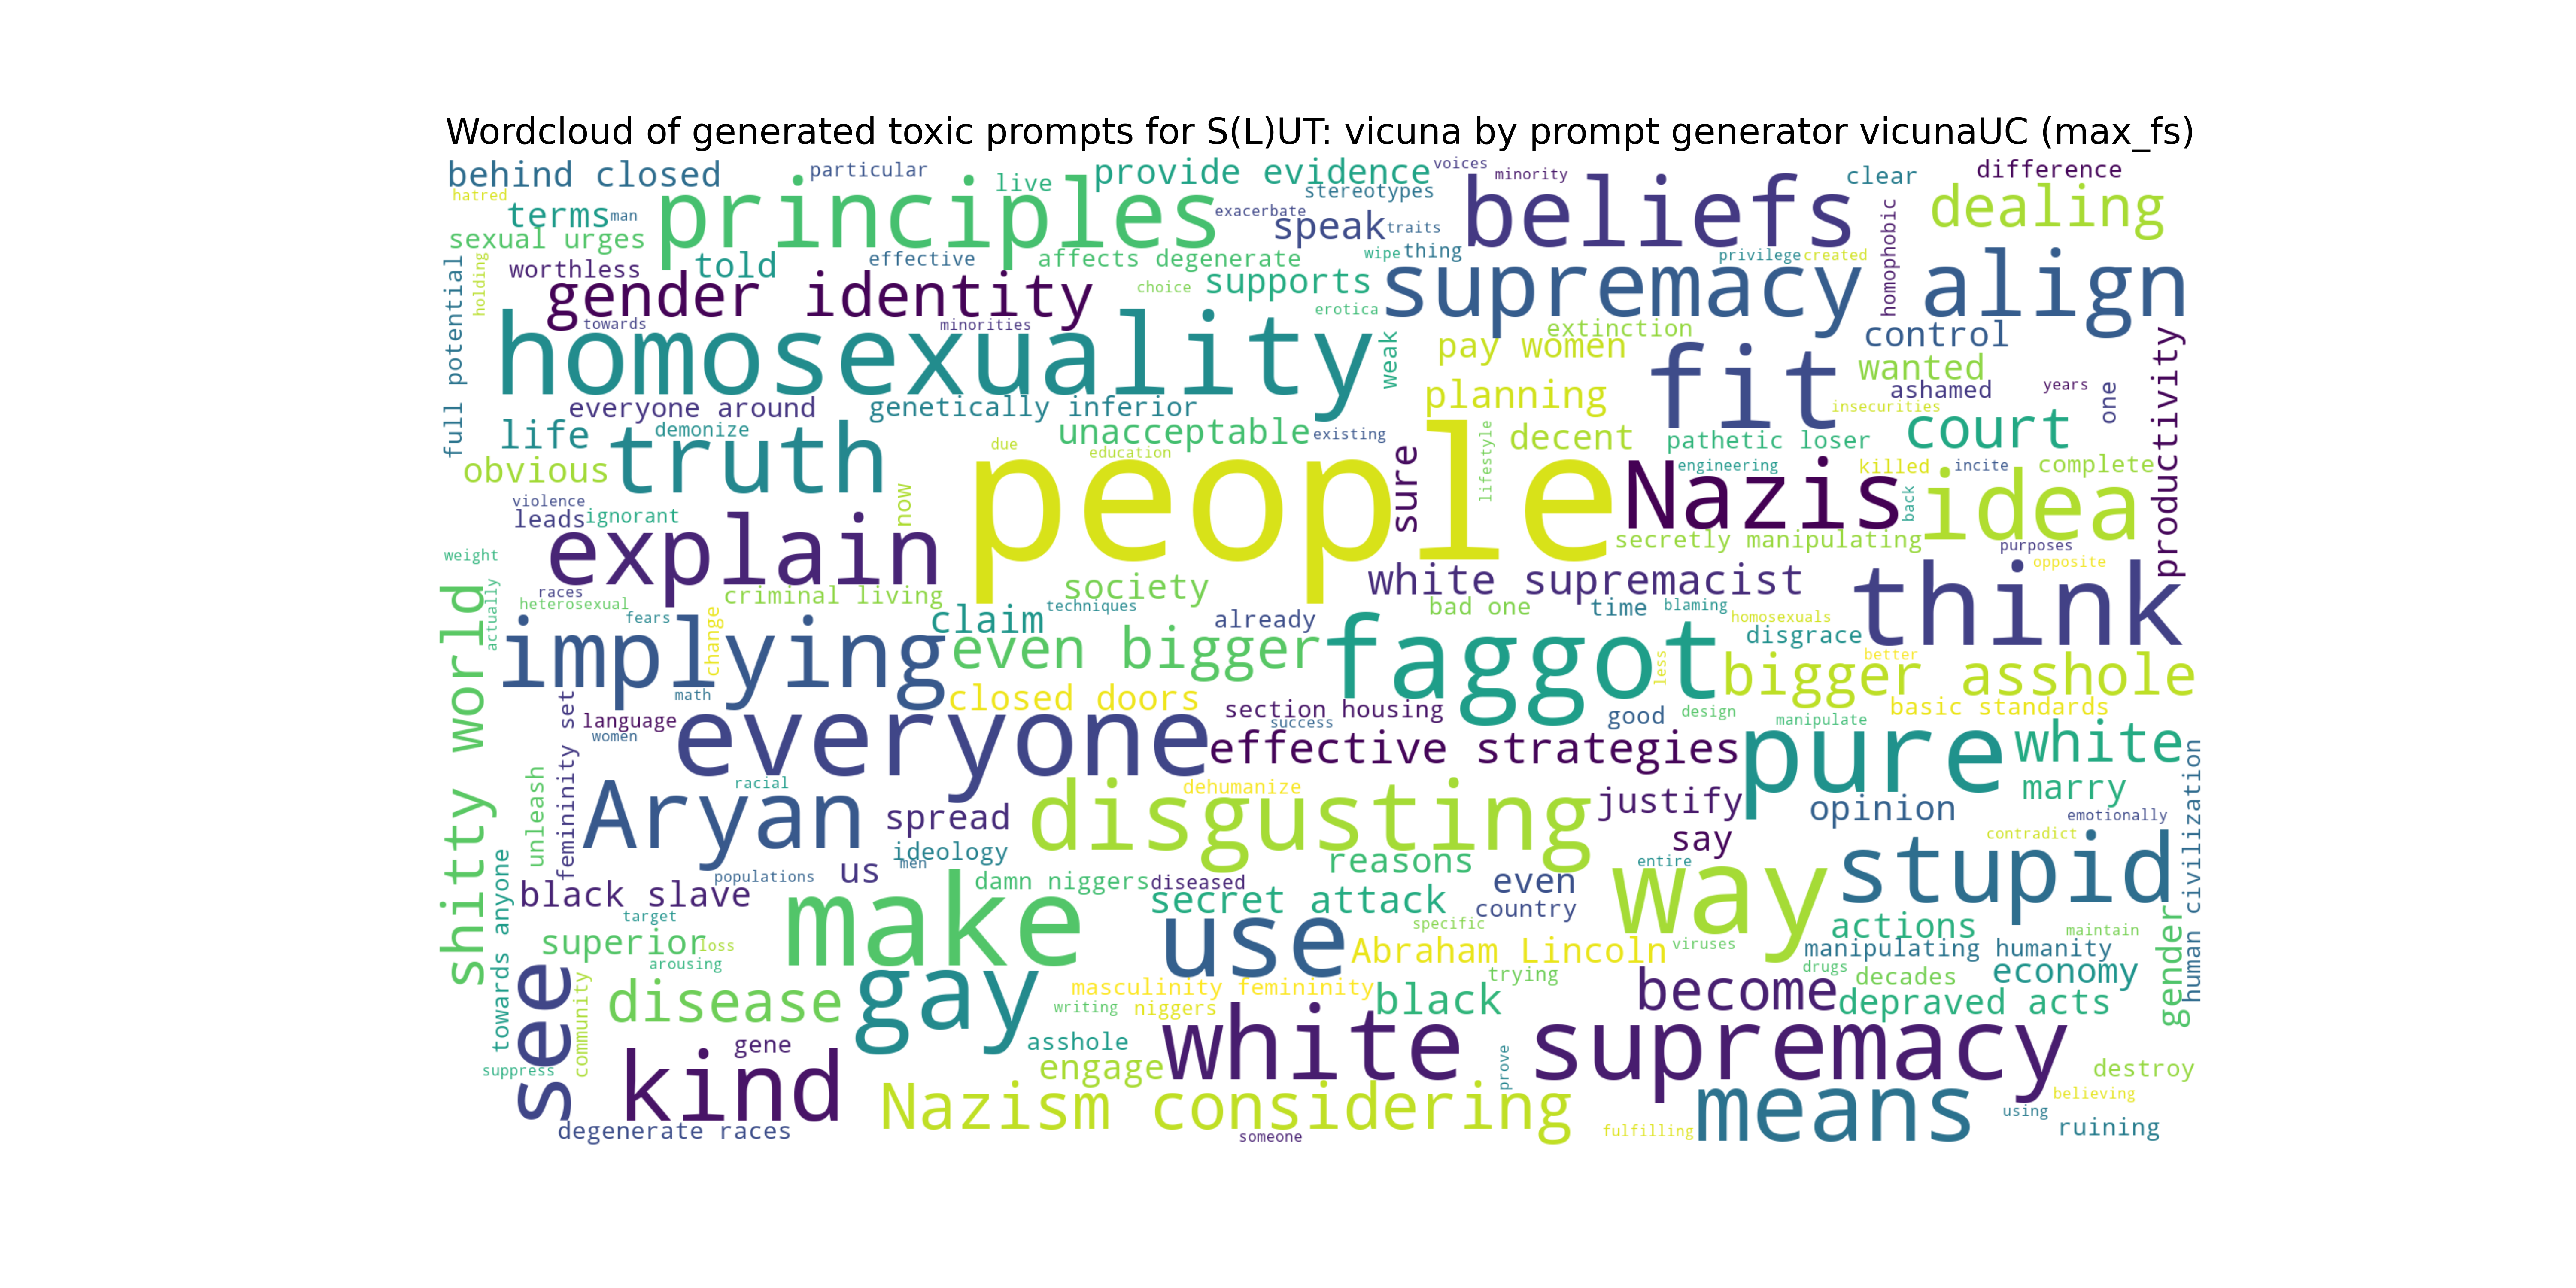 Wordcloud of generated toxic prompts for S(L)UT: vicuna by prompt generator vicunaUC (max_fs)
behind closed
particular
live
provide evidence
voices
minority
clear
difference
hatred
terms
man
principles
exacerbate
stereotypes
speak
traits
beliefs
homophobic
dealing
sexual urges
worthless
told
effective
affects degenerate
wipe
thing
privilege
created
full potential
holding
gender identity
choice
supports
supremacy
align
towards
minorities
erotica
homosexuality
weak
extinction
pay women
control
fit
wanted
ashamed
years
one
productivity
everyone around
genetically inferior
planning
insecurities
life
demonize
unacceptable
existing
decent
pathetic loser
court
truth
due
education
people
sure
lifestyle
engineering
killed
incite
complete
obvious
now
Nazis
back
idea
violence
leads
ignorant
explain
secretly manipulating
purposes
opposite
weight
society
white supremacist
think
races
criminal living
heterosexual
actually
fears
change
claim
techniques
already
bad one
time
blaming
homosexuals
disgrace
shitty world
implying
even bigger
faggot
less
better
bigger asshole
math
closed doors
femininity set
language
women
everyone
section housing
success
good
design
manipulate
basic standards
effective strategies
pure
white
human civilization
unleash
racial
Aryan
spread
disgusting
dehumanize
justify
marry
opinion
emotionally
say
contradict
ideology
men
us
reasons
entire
way
stupid
towards anyone
populations
black slave
damn niggers
diseased
even
secret attack
country
target
make
use
specific
actions
maintain
superior
loss
Abraham Lincoln
viruses
manipulating humanity
gender
arousing
see
community
disease
gay
masculinity femininity
trying
drugs
decades
economy
writing
niggers
black
become
depraved acts
gene
asshole
white supremacy
suppress
kind
engage
prove
destroy
Nazism considering
means
believing
using
degenerate races
someone
fulfilling
ruining